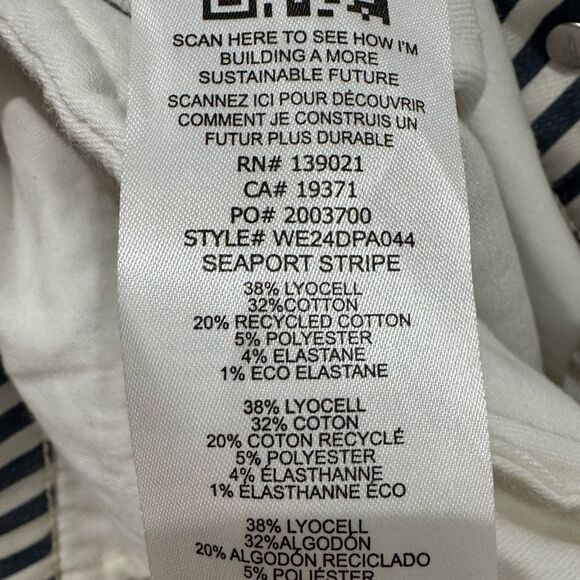 SCAN HERE TO SEE HOW I'M
BUILDING A MORE
SUSTAINABLE FUTURE
SCANNEZ ICI POUR DÉCOUVRIR
COMMENT JE CONSTRUIS UN
FUTUR PLUS DURABLE
RN# 139021
CA# 19371
PO# 2003700
STYLE# WE24DPA044
SEAPORT STRIPE
38% LYOCELL
32%COTTON
20% RECYCLED COTTON
5% POLYESTER
4% ELASTANE
1% ECO ELASTANE
38% LYOCELL
32% COTON
20% COTON RECYCLÉ
5% POLYESTER
4% ÉLASTHANNE
1% ÉLASTHANNE ÉCO
38% LYOCELL
32%ALGODÓN
20% ALGODÓN RECICLADO
5% POLIÉSTER